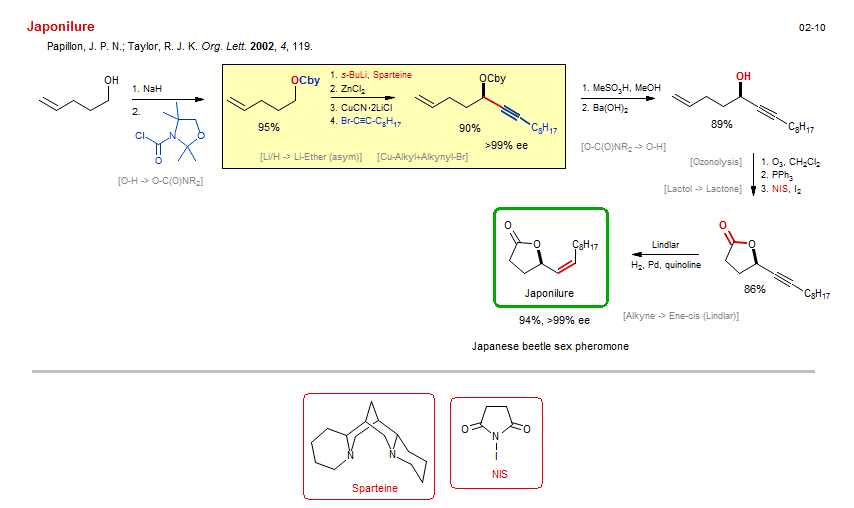 Japonilure
02-10
Papillon, J. P. N.; Taylor, R. J. K. Org. Lett. 2002, 4, 119.
OH
1. NaH
2.
Cl
N
O
O
[O-H -> O-C(O)NR2]
OCby
95%
1. s-BuLi, Sparteine
2. ZnCl2
3. CuCN·2LiCl
4. Br-C≡C-C8H17
OCby
C8H17
90%
>99% ee
[Li/H -> Li-Ether (asym)]
[Cu-Alkyl+Alkynyl-Br]
1. MeSO3H, MeOH
2. Ba(OH)2
[O-C(O)NR2 -> O-H]
OH
C8H17
89%
[Ozonolysis]
1. O3, CH2Cl2
2. PPh3
[Lactol -> Lactone]
3. NIS, I2
O
O
C8H17
86%
Lindlar
H2, Pd, quinoline
[Alkyne -> Ene-cis (Lindlar)]
O
O
C8H17
Japonilure
94%, >99% ee
Japanese beetle sex pheromone
N
N
Sparteine
O
O
N
I
NIS